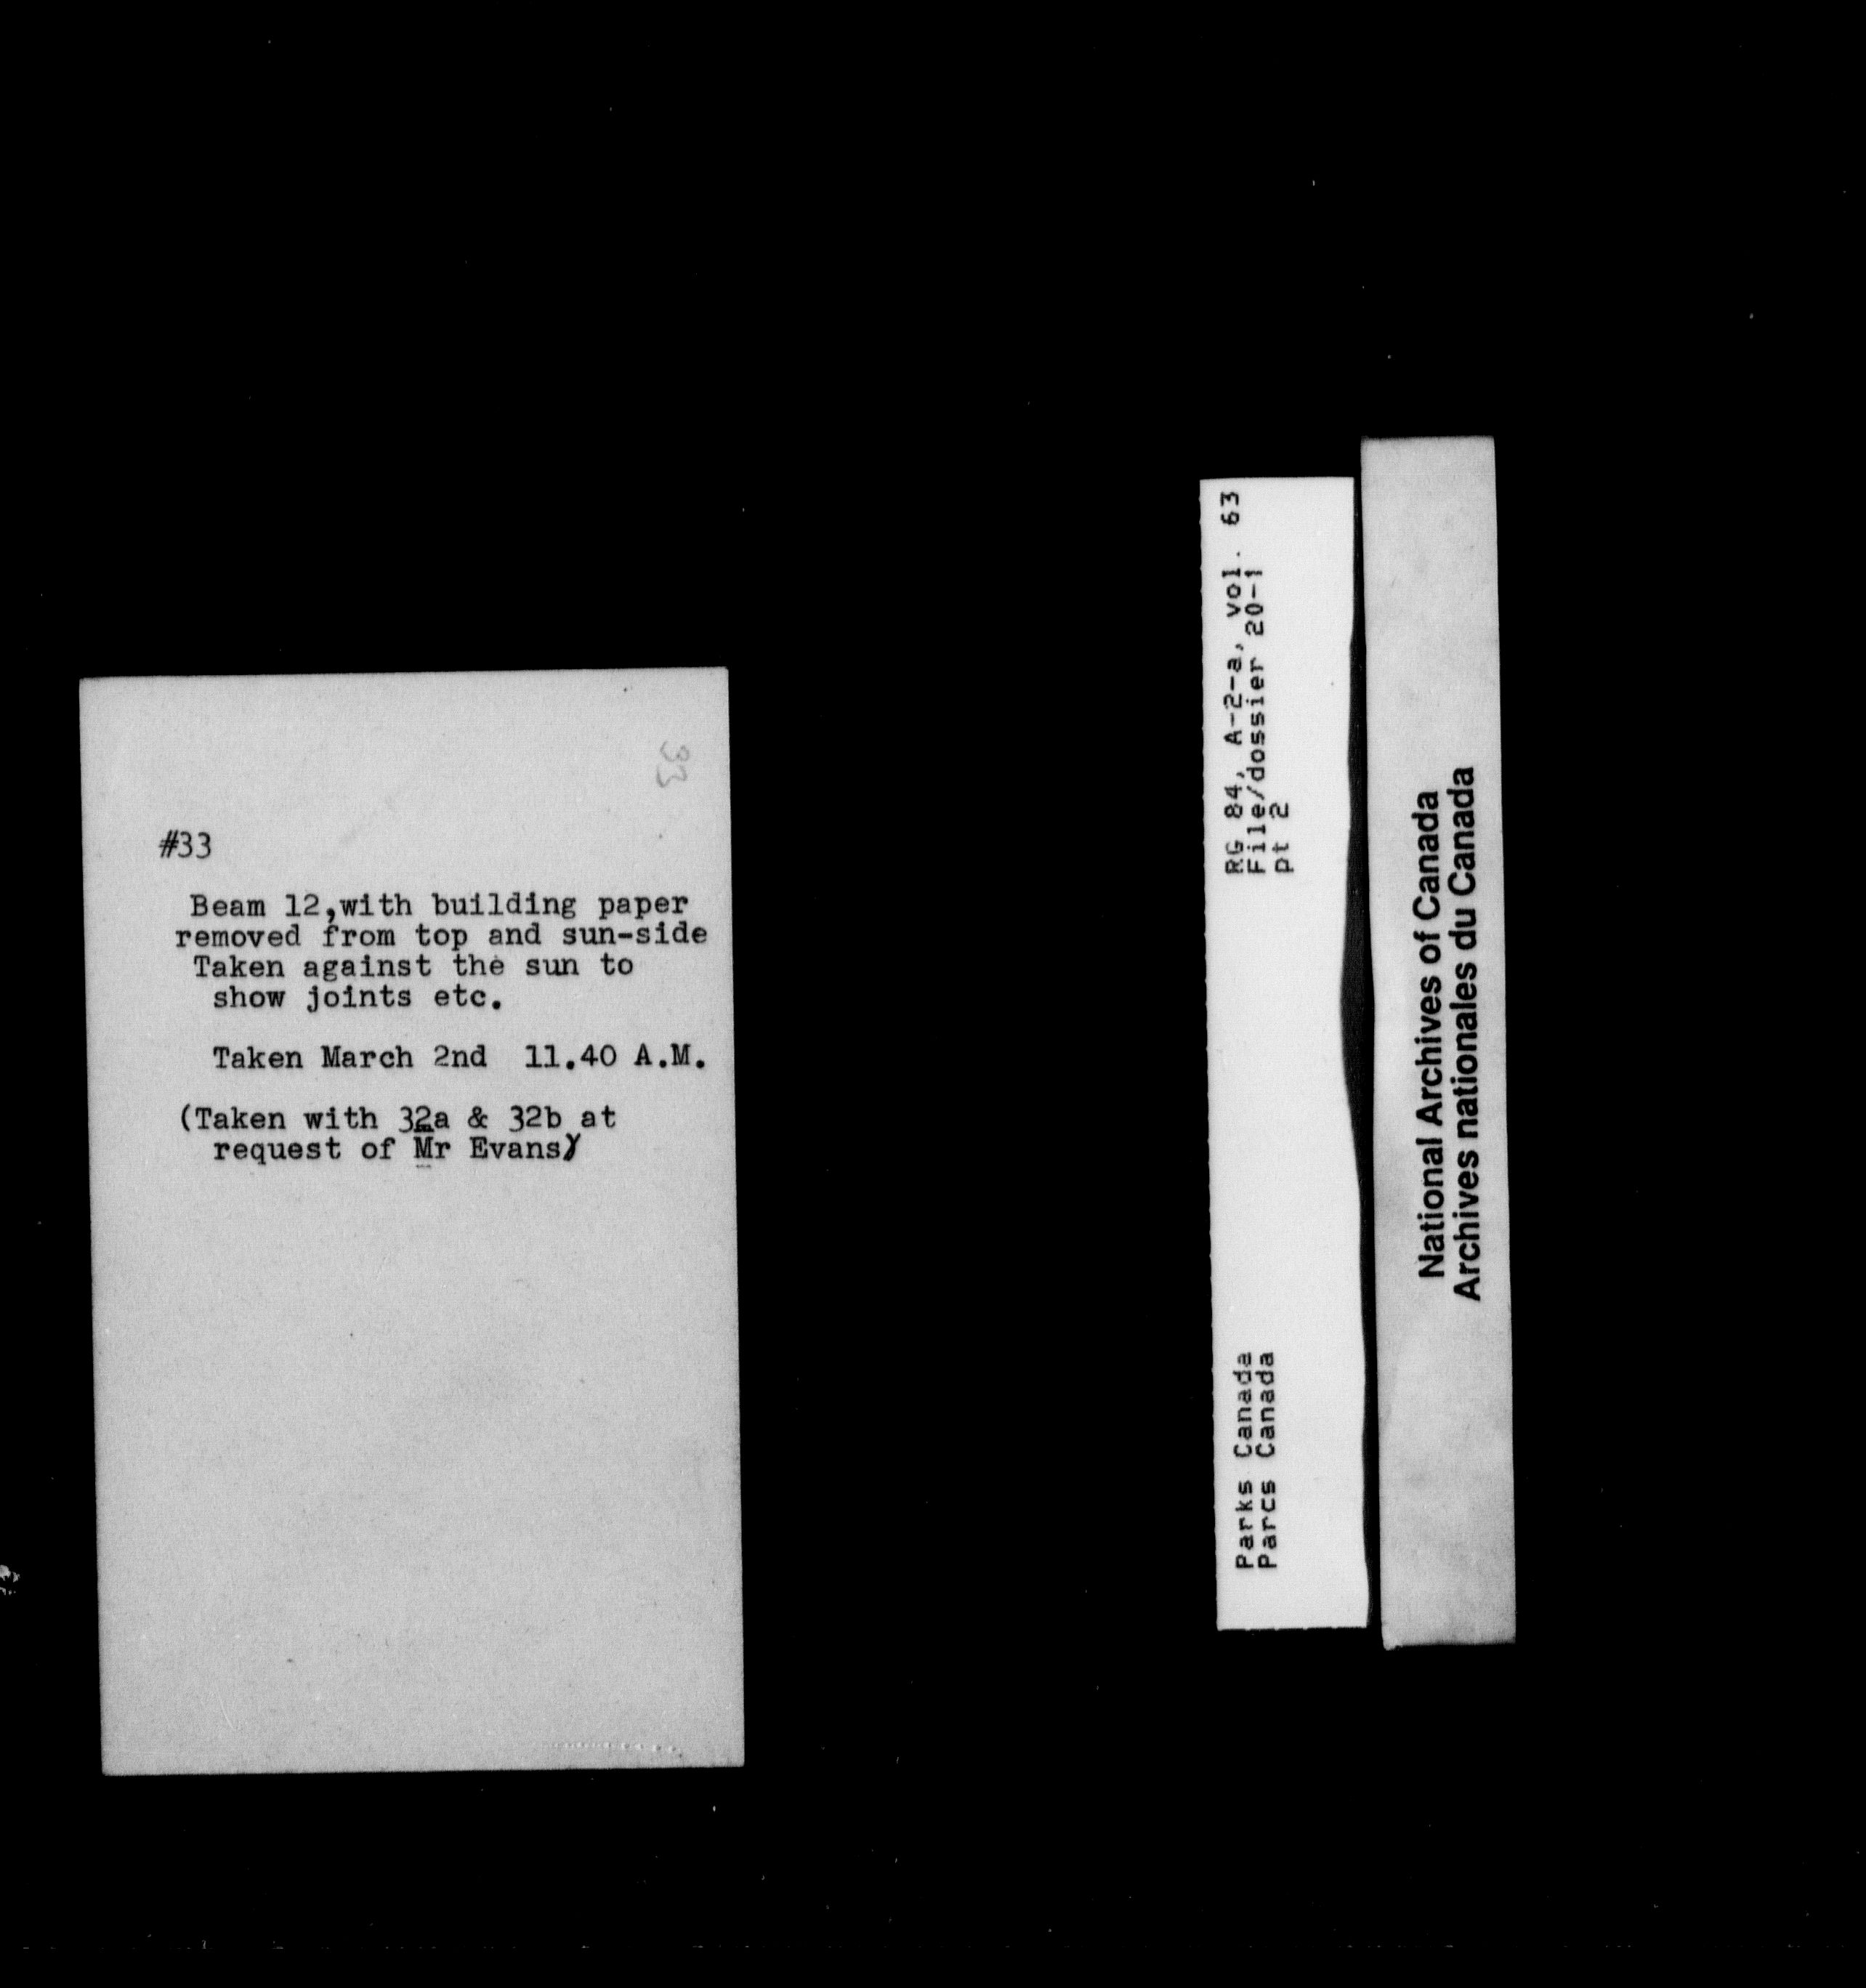 33
#33
Beam 12,with building paper
removed from top and sun-side
Taken against the sun to
show joints etc.
Taken March 2nd 11.40 A.M.
(Taken with 32a & 32b at
request of Mr Evans)
RG 84, A-2-a, vol. 63
File/dossier 20-1
pt 2
Parks Canada
Parcs Canada
National Archives of Canada
Archives nationales du Canada